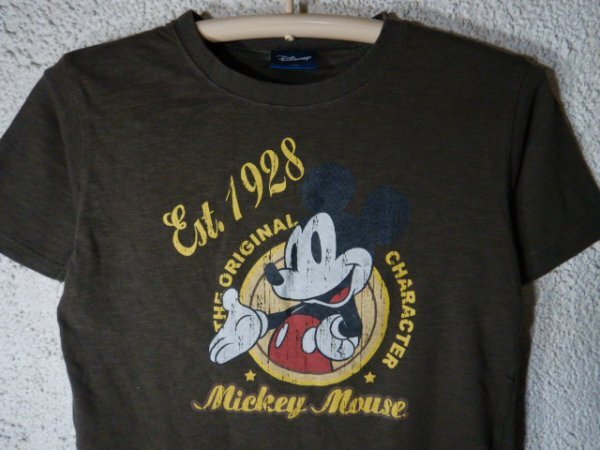 Disney
Est. 1928
THE ORIGINAL
CHARACTER
Mickey Mouse